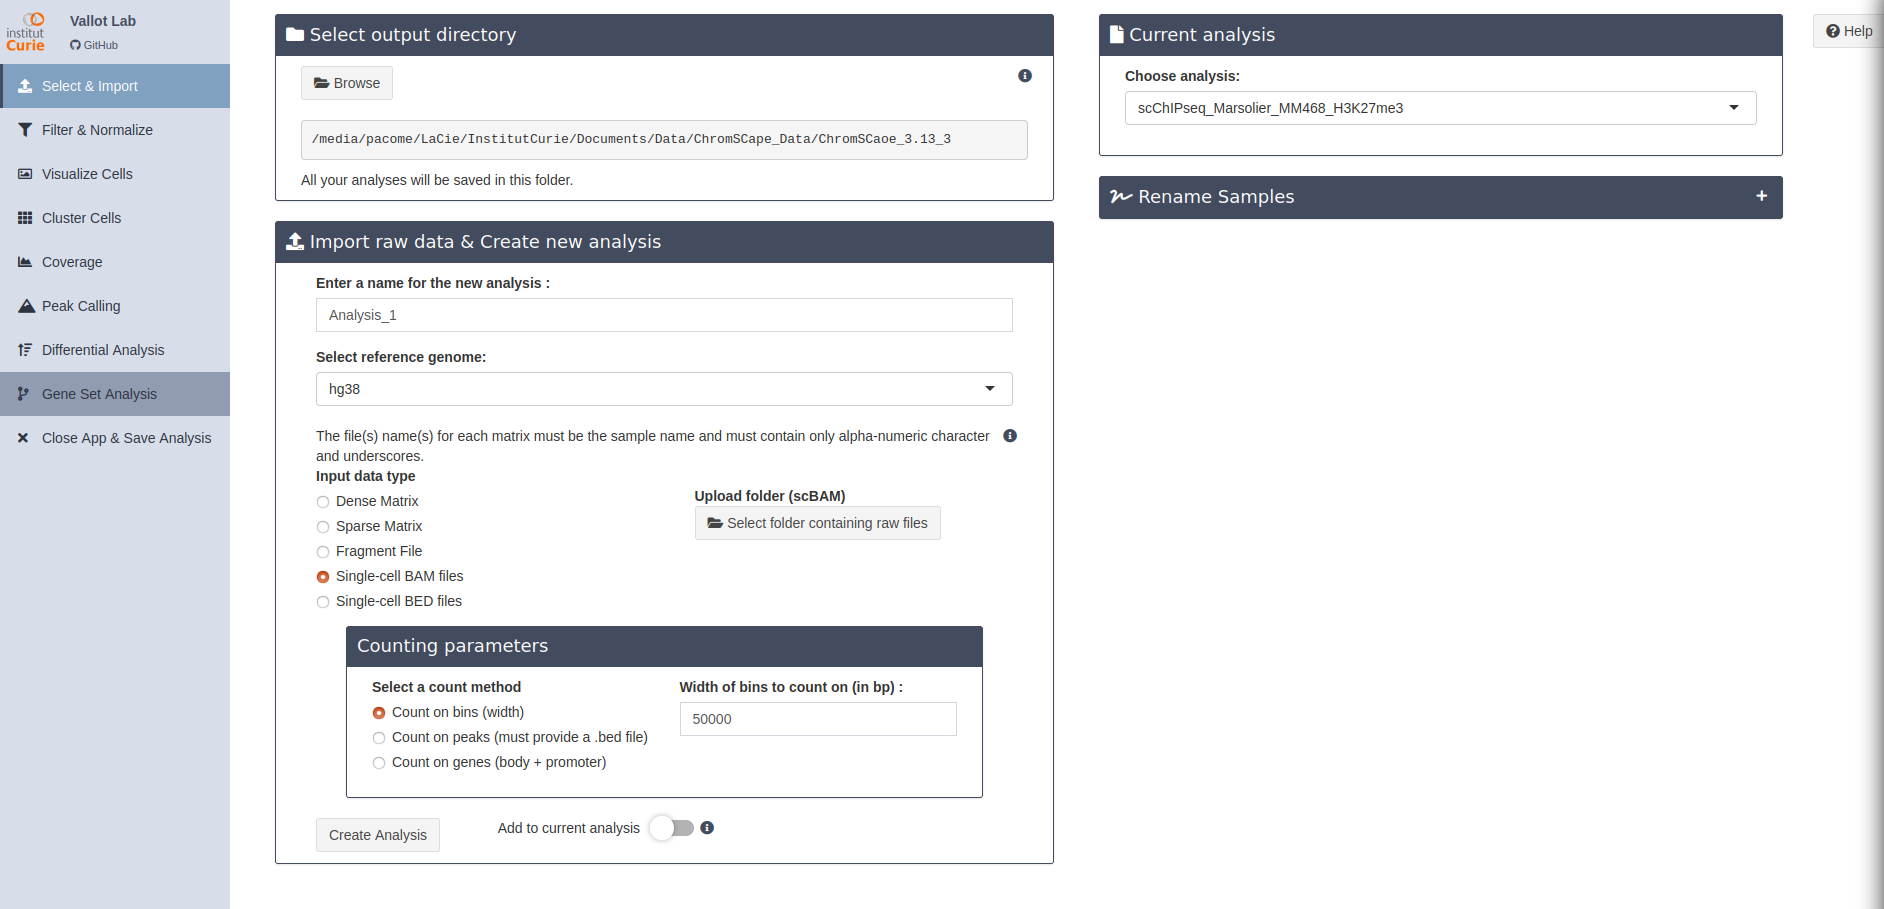 institut
Curie
Vallot Lab
GitHub
Select & Import
Filter & Normalize
Visualize Cells
Cluster Cells
Coverage
Peak Calling
Differential Analysis
Gene Set Analysis
Close App & Save Analysis
Select output directory
Browse
/media/pacome/LaCie/InstitutCurie/Documents/Data/ChromSCape_Data/ChromSCaoe_3.13_3
All your analyses will be saved in this folder.
Import raw data & Create new analysis
Enter a name for the new analysis :
Analysis_1
Select reference genome:
hg38
The file(s) name(s) for each matrix must be the sample name and must contain only alpha-numeric character
and underscores.
Input data type
Dense Matrix
Sparse Matrix
Fragment File
Single-cell BAM files
Single-cell BED files
Upload folder (scBAM)
Select folder containing raw files
Counting parameters
Select a count method
Count on bins (width)
Count on peaks (must provide a .bed file)
Count on genes (body + promoter)
Width of bins to count on (in bp) :
50000
Create Analysis
Add to current analysis
Current analysis
Choose analysis:
scChIPseq_Marsolier_MM468_H3K27me3
Rename Samples
+
Help